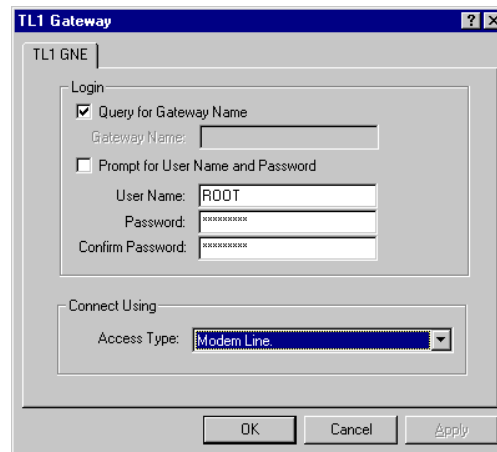 TL1 Gateway
TL1 GNE
Login
Query for Gateway Name
Gateway Name:
Prompt for User Name and Password
User Name: ROOT
Password: *********
Confirm Password: *********
Connect Using
Access Type: Modem Line.
OK Cancel Apply